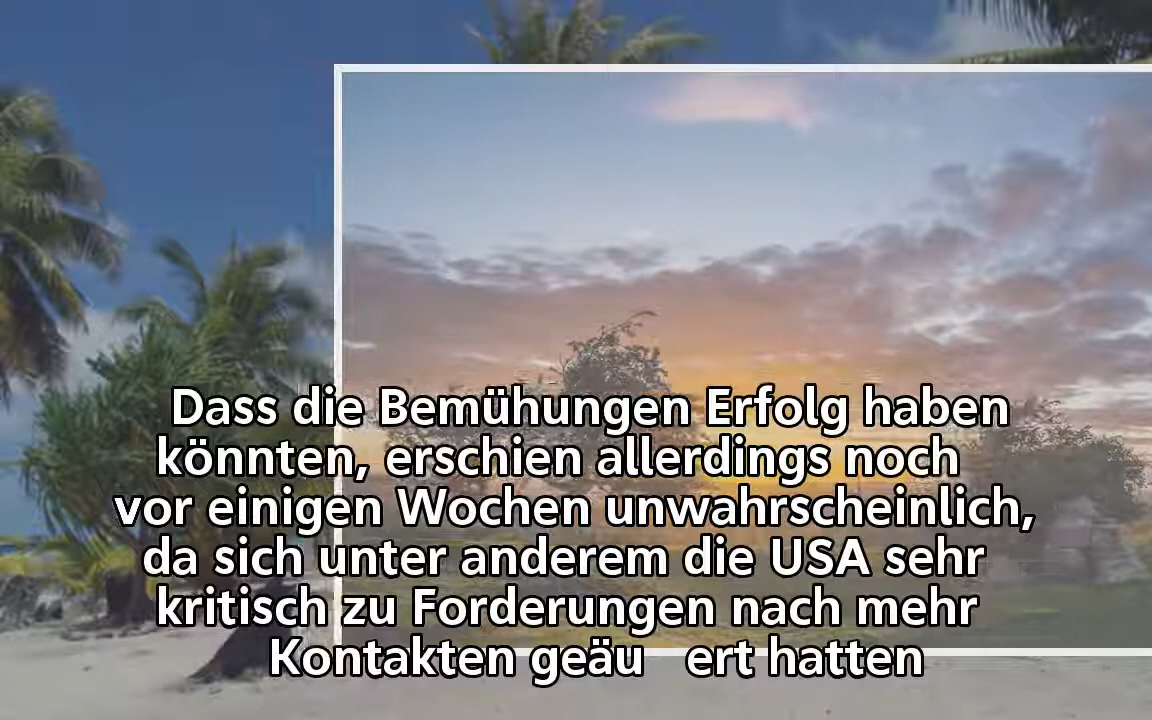 Dass die Bemühungen Erfolg haben
könnten, erschien allerdings noch
vor einigen Wochen unwahrscheinlich,
da sich unter anderem die USA sehr
kritisch zu Forderungen nach mehr
Kontakten geäu ert hatten